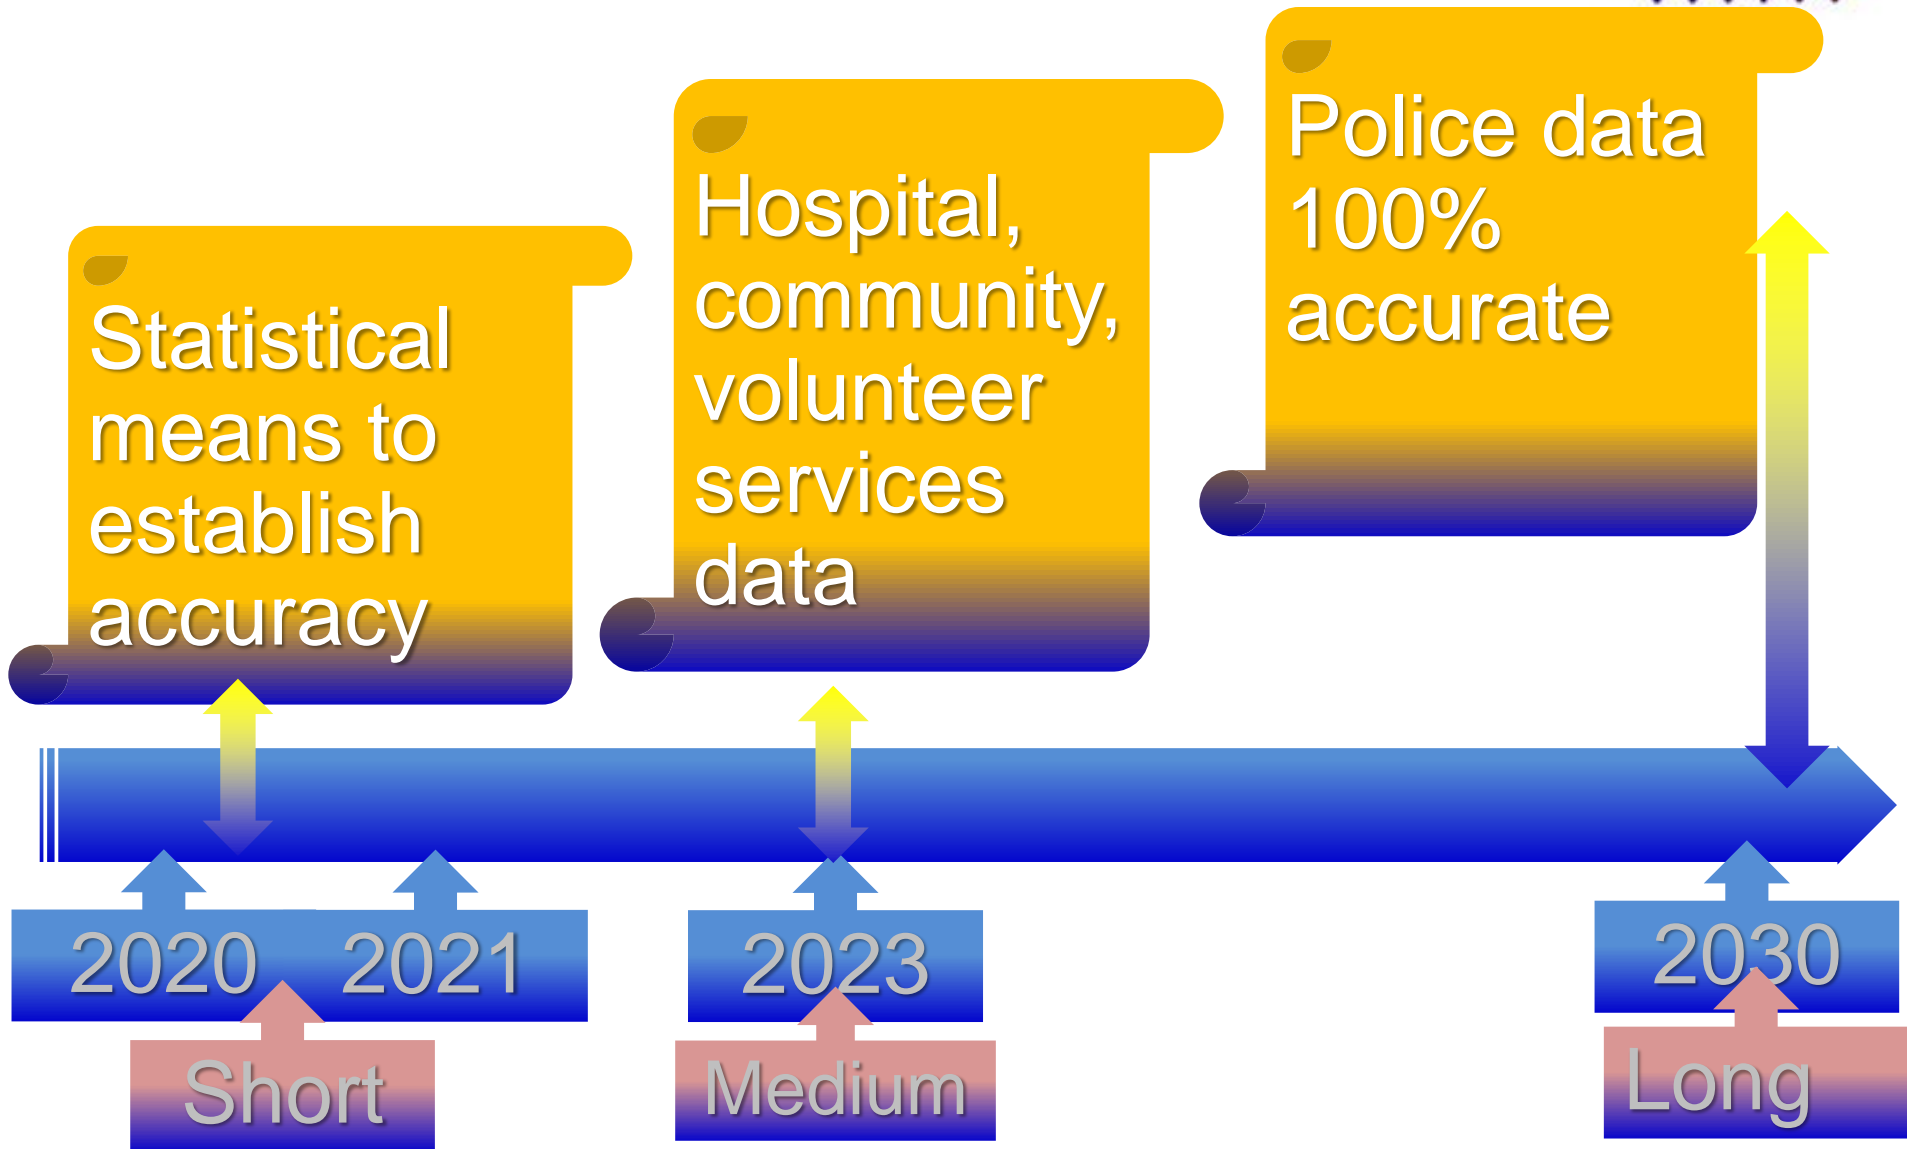 Statistical
means to
establish
accuracy
Hospital,
community,
volunteer
services
data
Police data
100%
accurate
2020
2021
2023
2030
Short
Medium
Long